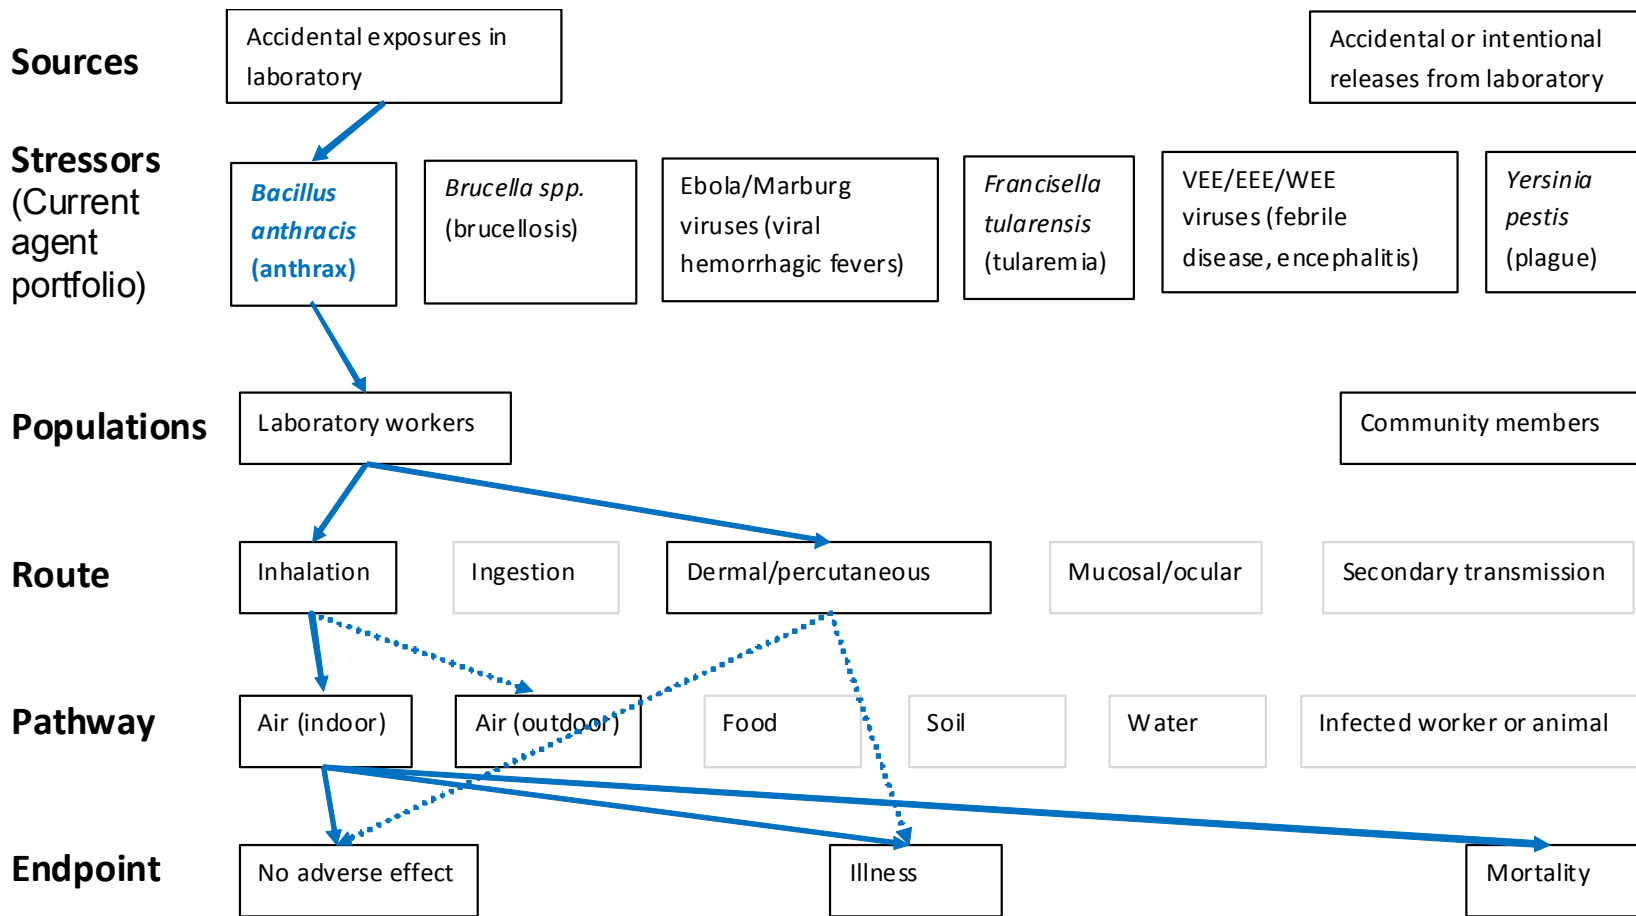 Sources
Accidental exposures in
laboratory
Accidental or intentional
releases from laboratory
Stressors
(Current
agent
portfolio)
Bacillus
anthracis
(anthrax)
Brucella spp.
(brucellosis)
Ebola/Marburg
viruses (viral
hemorrhagic fevers)
Francisella
tularensis
(tularemia)
VEE/EEE/WEE
viruses (febrile
disease, encephalitis)
Yersinia
pestis
(plague)
Populations
Laboratory workers
Community members
Route
Inhalation
Ingestion
Dermal/percutaneous
Mucosal/ocular
Secondary transmission
Pathway
Air (indoor)
Air (outdoor)
Food
Soil
Water
Infected worker or animal
Endpoint
No adverse effect
Illness
Mortality